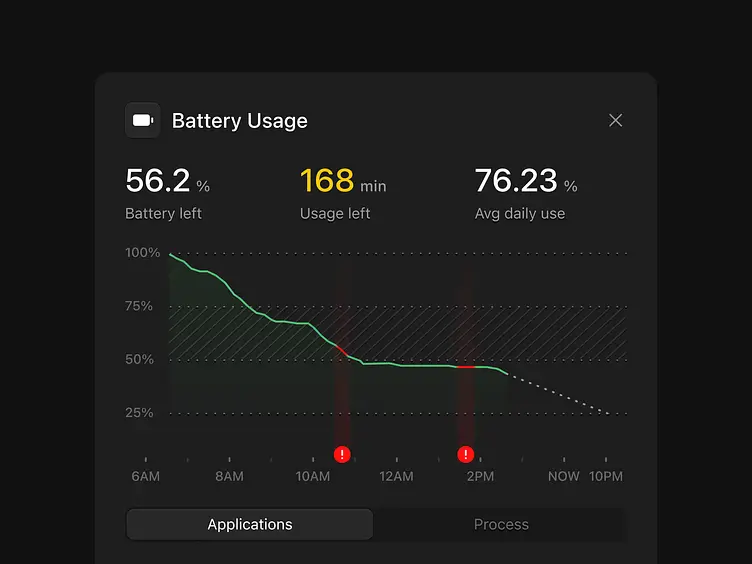 Battery Usage
56.2 %
Battery left
168 min
Usage left
76.23 %
Avg daily use
100%
75%
50%
25%
!
!
6AM 8AM 10AM 12AM 2PM NOW 10PM
Applications
Process